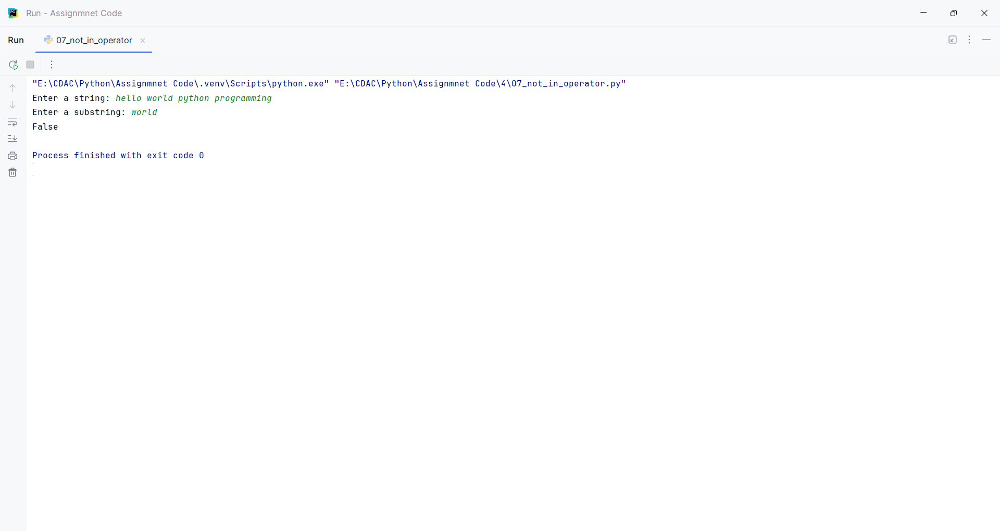 Run - Assignmnet Code
Run 07_not_in_operator
"E:\CDAC\Python\Assignmnet Code\.venv\Scripts\python.exe" "E:\CDAC\Python\Assignmnet Code\4\07_not_in_operator.py"
Enter a string: hello world python programming
Enter a substring: world
False
Process finished with exit code 0